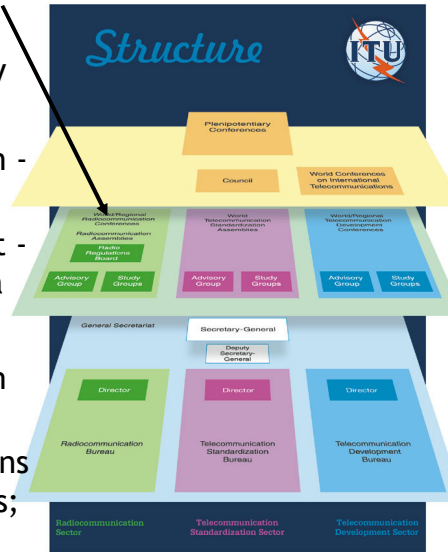 Structure
ITU
y
n -
t -
a
n
ns
s;
Plenipotentiary
Conferences
Council
World Conferences
on International
Telecommunications
World/Regional
Radiocommunication
Conferences
Radiocommunication
Assemblies
Radio
Regulations
Board
Advisory
Group
Study
Groups
World
Telecommunication
Standardization
Assemblies
Advisory
Group
Study
Groups
World/Regional
Telecommunication
Development
Conferences
Advisory
Group
Study
Groups
General Secretariat
Secretary-General
Deputy
Secretary-
General
Director
Radiocommunication
Bureau
Director
Telecommunication
Standardization
Bureau
Director
Telecommunication
Development
Bureau
Radiocommunication
Sector
Telecommunication
Standardization Sector
Telecommunication
Development Sector